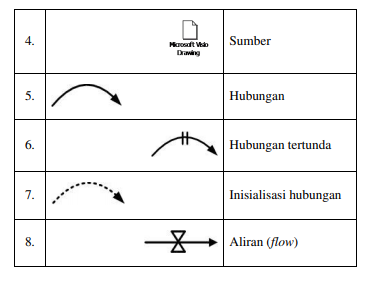 4.
Microsoft Visio
Drawing
Sumber
5.
Hubungan
6.
Hubungan tertunda
7.
Inisialisasi hubungan
8.
Aliran (flow)